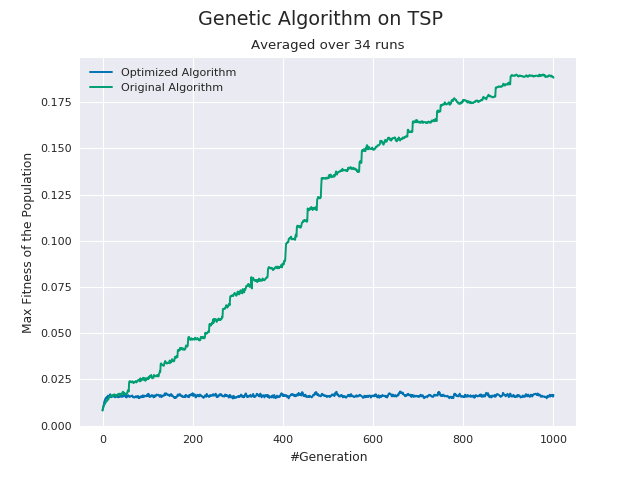 Genetic Algorithm on TSP
Averaged over 34 runs
Optimized Algorithm
Original Algorithm
Max Fitness of the Population
0.175
0.150
0.125
0.100
0.075
0.050
0.025
0.000
0 200 400 600 800 1000
#Generation